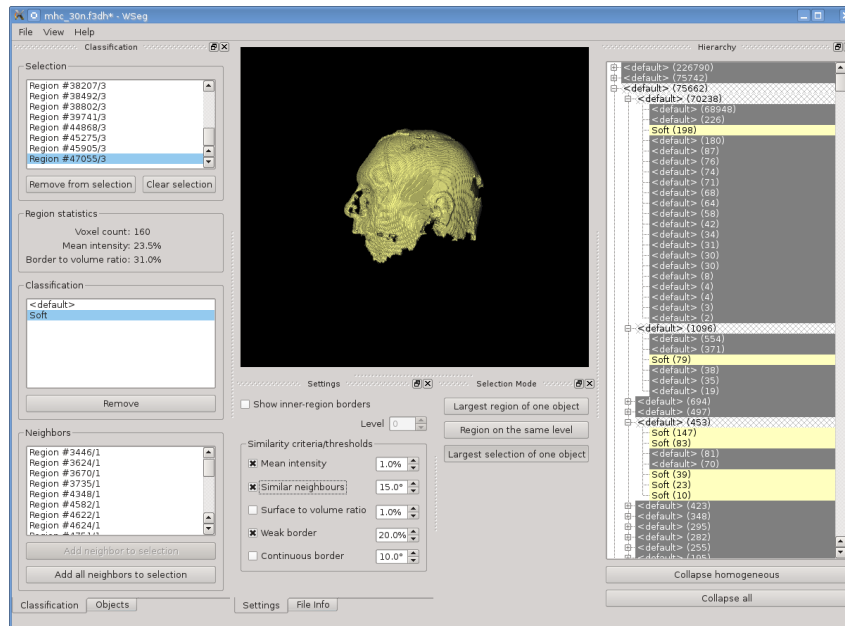 mhc_30n.f3dh* - WSeg
File View Help
Classification
Selection
Region #38207/3
Region #38492/3
Region #38802/3
Region #39741/3
Region #44868/3
Region #45275/3
Region #45905/3
Region #47055/3
Remove from selection Clear selection
Region statistics
Voxel count: 160
Mean intensity: 23.5%
Border to volume ratio: 31.0%
Classification
<default>
Soft
Remove
Neighbors
Region #3446/1
Region #3624/1
Region #3670/1
Region #3735/1
Region #4348/1
Region #4582/1
Region #4622/1
Region #4624/1
Region #4751/1
Add neighbor to selection
Add all neighbors to selection
Classification Objects
Settings
Show inner-region borders
Level 0
Similarity criteria/thresholds
Mean intensity 1.0%
Similar neighbours 15.0°
Surface to volume ratio 1.0%
Weak border 20.0%
Continuous border 10.0°
Settings File Info
Selection Mode
Largest region of one object
Region on the same level
Largest selection of one object
Hierarchy
<default> (226790)
<default> (75742)
<default> (75662)
<default> (70238)
<default> (68948)
<default> (226)
Soft (198)
<default> (180)
<default> (87)
<default> (76)
<default> (74)
<default> (71)
<default> (68)
<default> (64)
<default> (58)
<default> (42)
<default> (34)
<default> (31)
<default> (30)
<default> (30)
<default> (8)
<default> (4)
<default> (4)
<default> (3)
<default> (2)
<default> (1096)
<default> (554)
<default> (371)
Soft (79)
<default> (38)
<default> (35)
<default> (19)
<default> (694)
<default> (497)
<default> (453)
Soft (147)
Soft (83)
<default> (81)
<default> (70)
Soft (39)
Soft (23)
Soft (10)
<default> (423)
<default> (348)
<default> (295)
<default> (282)
<default> (255)
<default> (195)
Collapse homogeneous
Collapse all